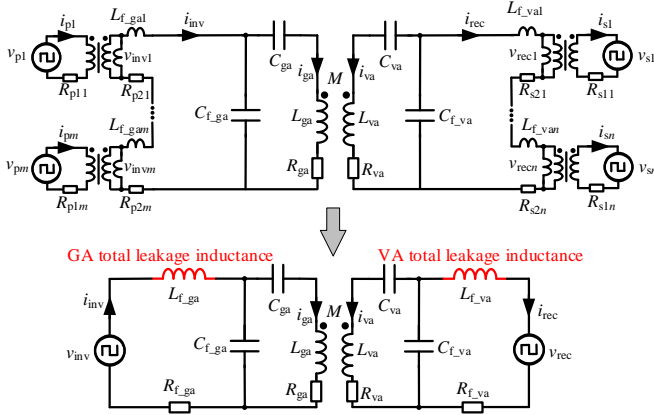 L_f_ga1 i_inv i_rec L_f_va1
i_p1 C_ga i_ga M i_va C_va i_s1
v_p1 v_inv1 v_rec1 v_s1
R_p11 R_p21 R_s21 R_s11
L_f_gam C_f_ga L_ga L_va C_f_va L_f_van
i_pm i_sn
v_pm v_invm R_ga R_va v_recn v_sn
R_p1m R_p2m R_s2n R_s1n
GA total leakage inductance VA total leakage inductance
i_inv L_f_ga C_ga i_ga M i_va C_va L_f_va i_rec
v_inv C_f_ga L_ga L_va C_f_va v_rec
R_f_ga R_ga R_va R_f_va